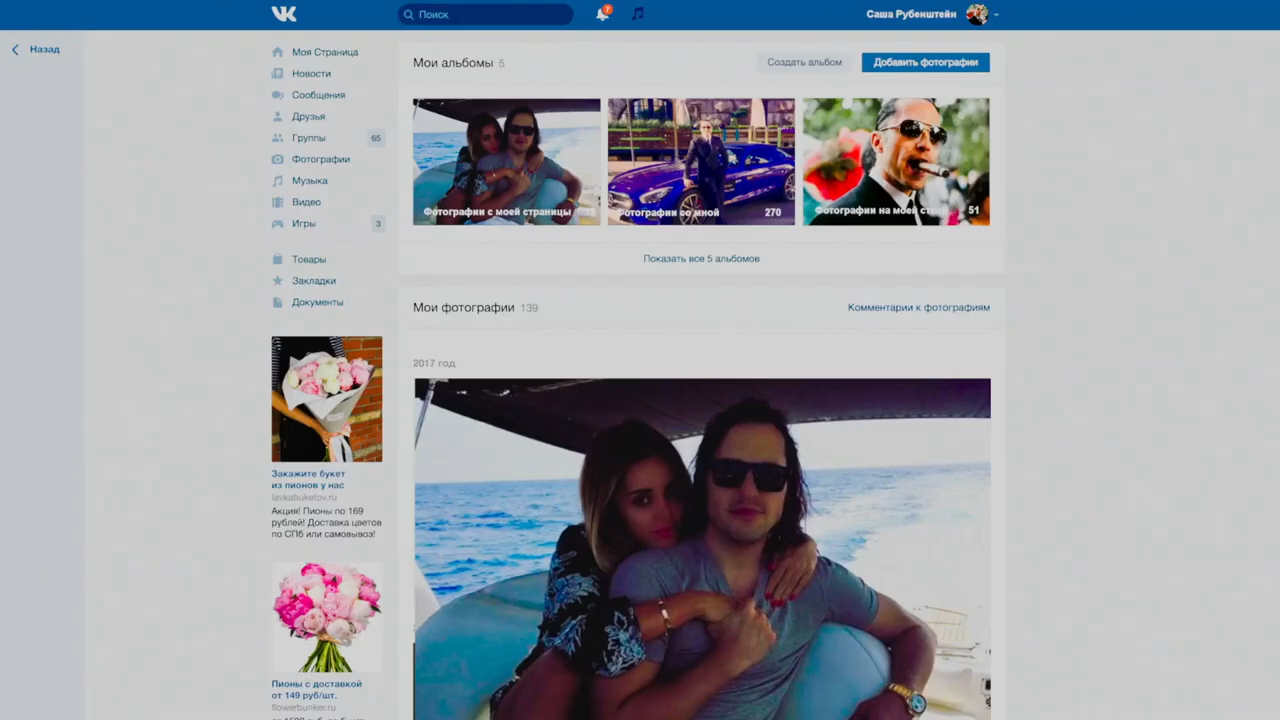 Поиск
7
Саша Рубенштейн
Назад
Моя Страница
Новости
Сообщения
Друзья
Группы 65
Фотографии
Музыка
Видео
Игры 3
Товары
Закладки
Документы
Закажите букет
из пионов у нас
lavkabuketov.ru
Акция! Пионы по 169
рублей! Доставка цветов
по СПб или самовывоз!
Пионы с доставкой
от 149 руб/шт.
flowerbunker.ru
Мои альбомы 5
Создать альбом
Добавить фотографии
Фотографии с моей страницы
Фотографии со мной 270
Фотографии на моей 51
Показать все 5 альбомов
Мои фотографии 139
Комментарии к фотографиям
2017 год